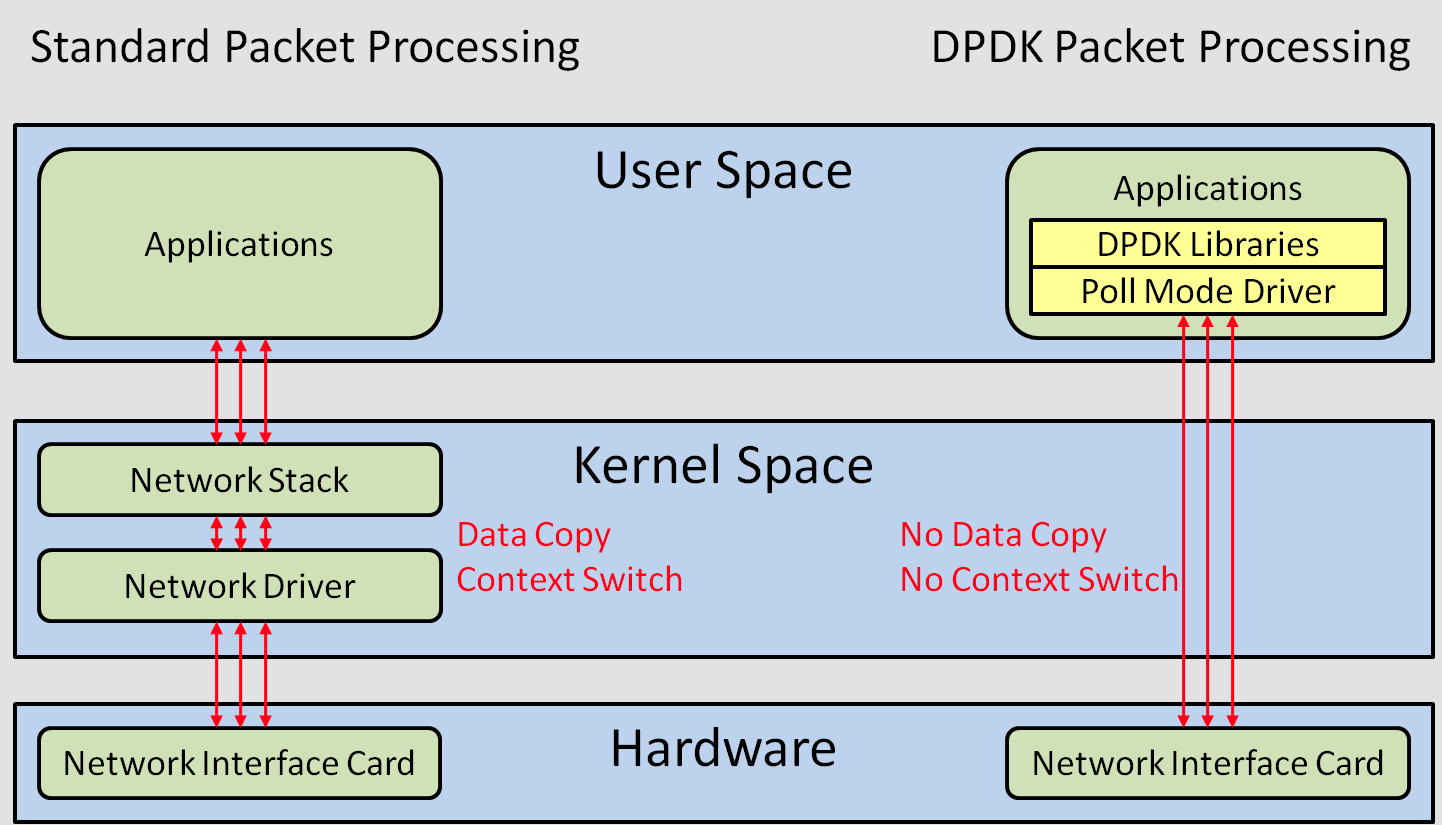 Standard Packet Processing
DPDK Packet Processing
User Space
Applications
Applications
DPDK Libraries
Poll Mode Driver
Kernel Space
Network Stack
Network Driver
Data Copy
Context Switch
No Data Copy
No Context Switch
Hardware
Network Interface Card
Network Interface Card